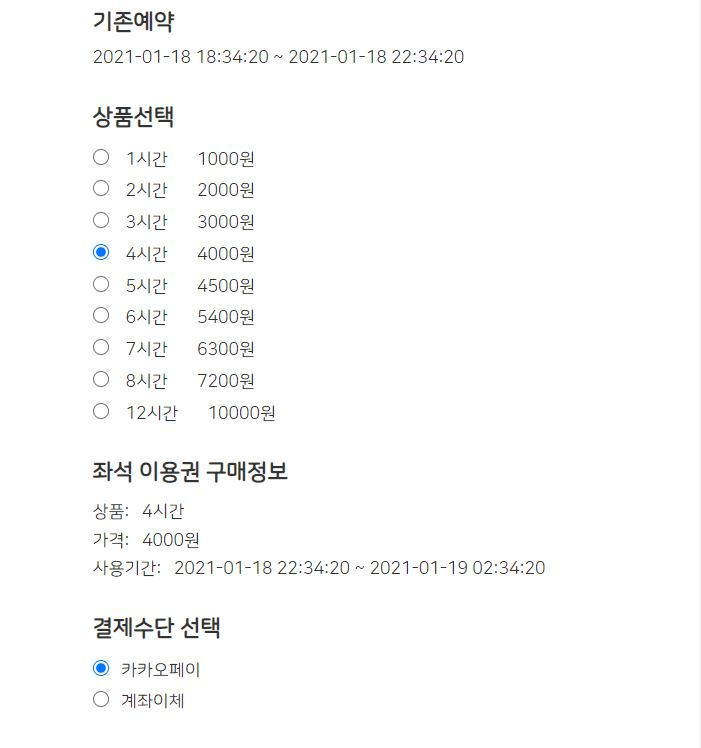 기존예약
2021-01-18 18:34:20 ~ 2021-01-18 22:34:20
상품선택
1시간 1000원
2시간 2000원
3시간 3000원
4시간 4000원
5시간 4500원
6시간 5400원
7시간 6300원
8시간 7200원
12시간 10000원
좌석 이용권 구매정보
상품: 4시간
가격: 4000원
사용기간: 2021-01-18 22:34:20 ~ 2021-01-19 02:34:20
결제수단 선택
카카오페이
계좌이체